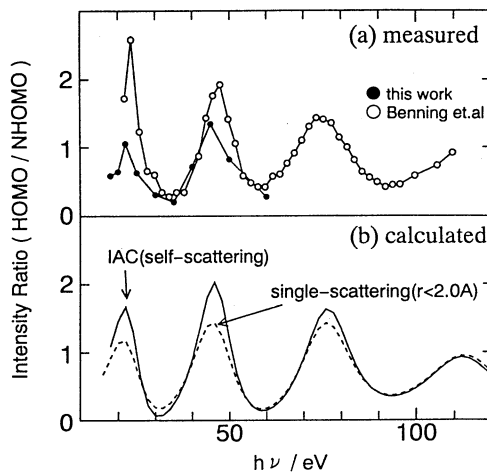 (a) measured
this work
Benning et.al
3
2
1
0
(b) calculated
IAC(self-scattering)
single-scattering(r<2.0A)
2
1
0
50
100
hν / eV
Intensity Ratio ( HOMO / NHOMO )